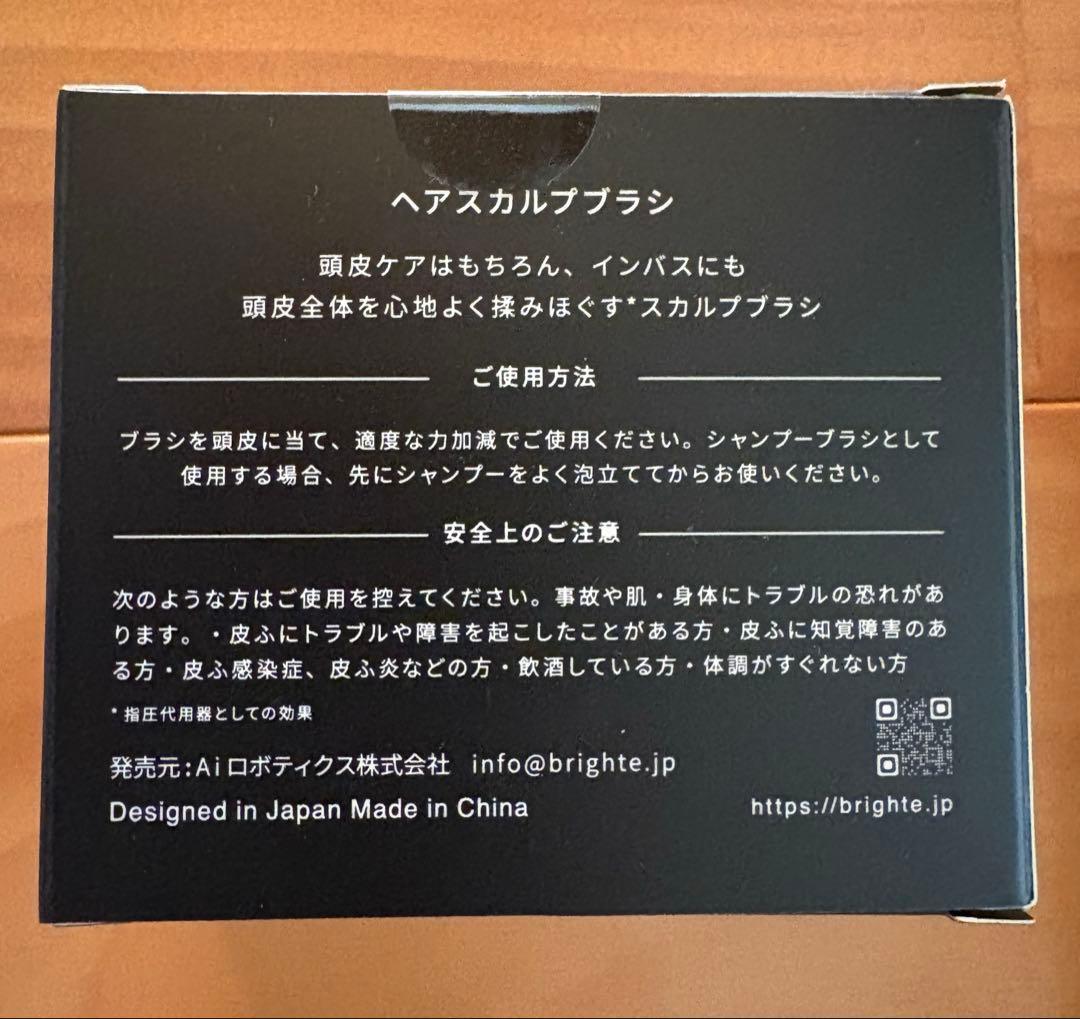 ヘアスカルプブラシ
頭皮ケアはもちろん、インバスにも
頭皮全体を心地よく揉みほぐす*スカルプブラシ
ご使用方法
ブラシを頭皮に当て、適度な力加減でご使用ください。シャンプーブラシとして
使用する場合、先にシャンプーをよく泡立ててからお使いください。
安全上のご注意
次のような方はご使用を控えてください。事故や肌・身体にトラブルの恐れがあ
ります。・皮ふにトラブルや障害を起こしたことがある方・皮ふに知覚障害のあ
る方・皮ふ感染症、皮ふ炎などの方・飲酒している方・体調がすぐれない方
*指圧代用器としての効果
発売元:Aiロボティクス株式会社 info@brighte.jp
Designed in Japan Made in China
https://brighte.jp